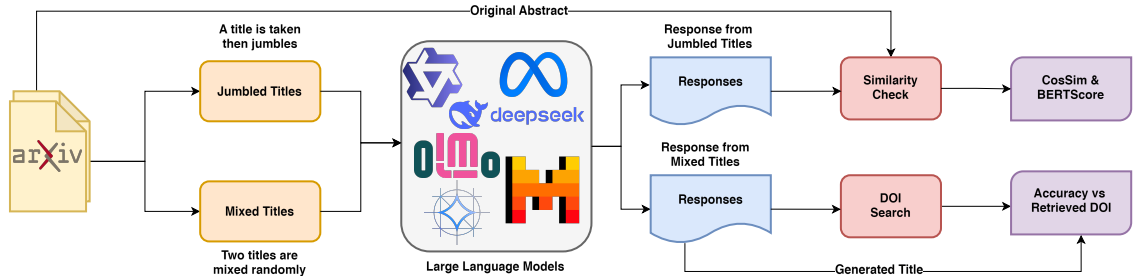 Original Abstract
A title is taken
then jumbles
Jumbled Titles
arXiv
Mixed Titles
Two titles are
mixed randomly
deepseek
OLMO
Large Language Models
Response from
Jumbled Titles
Responses
Similarity
Check
CosSim &
BERTScore
Response from
Mixed Titles
Responses
DOI
Search
Accuracy vs
Retrieved DOI
Generated Title